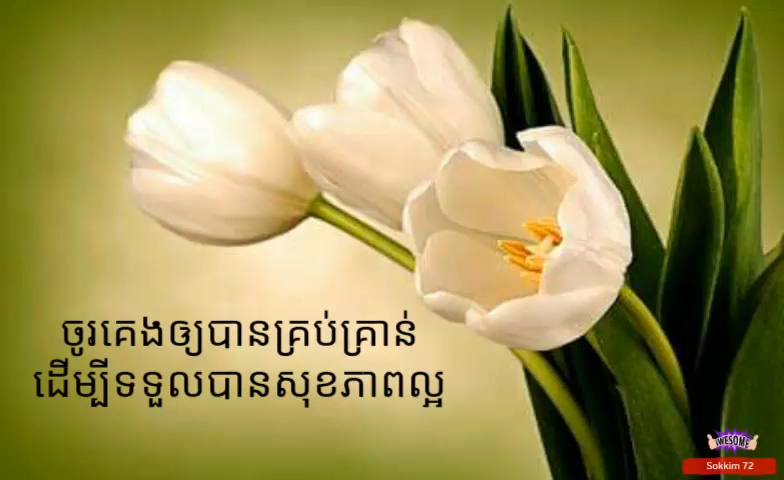 ចូរគេងឲ្យបានគ្រប់គ្រាន់
ដើម្បីទទួលបានសុខភាពល្អ
AWESOME
Sokkim 72